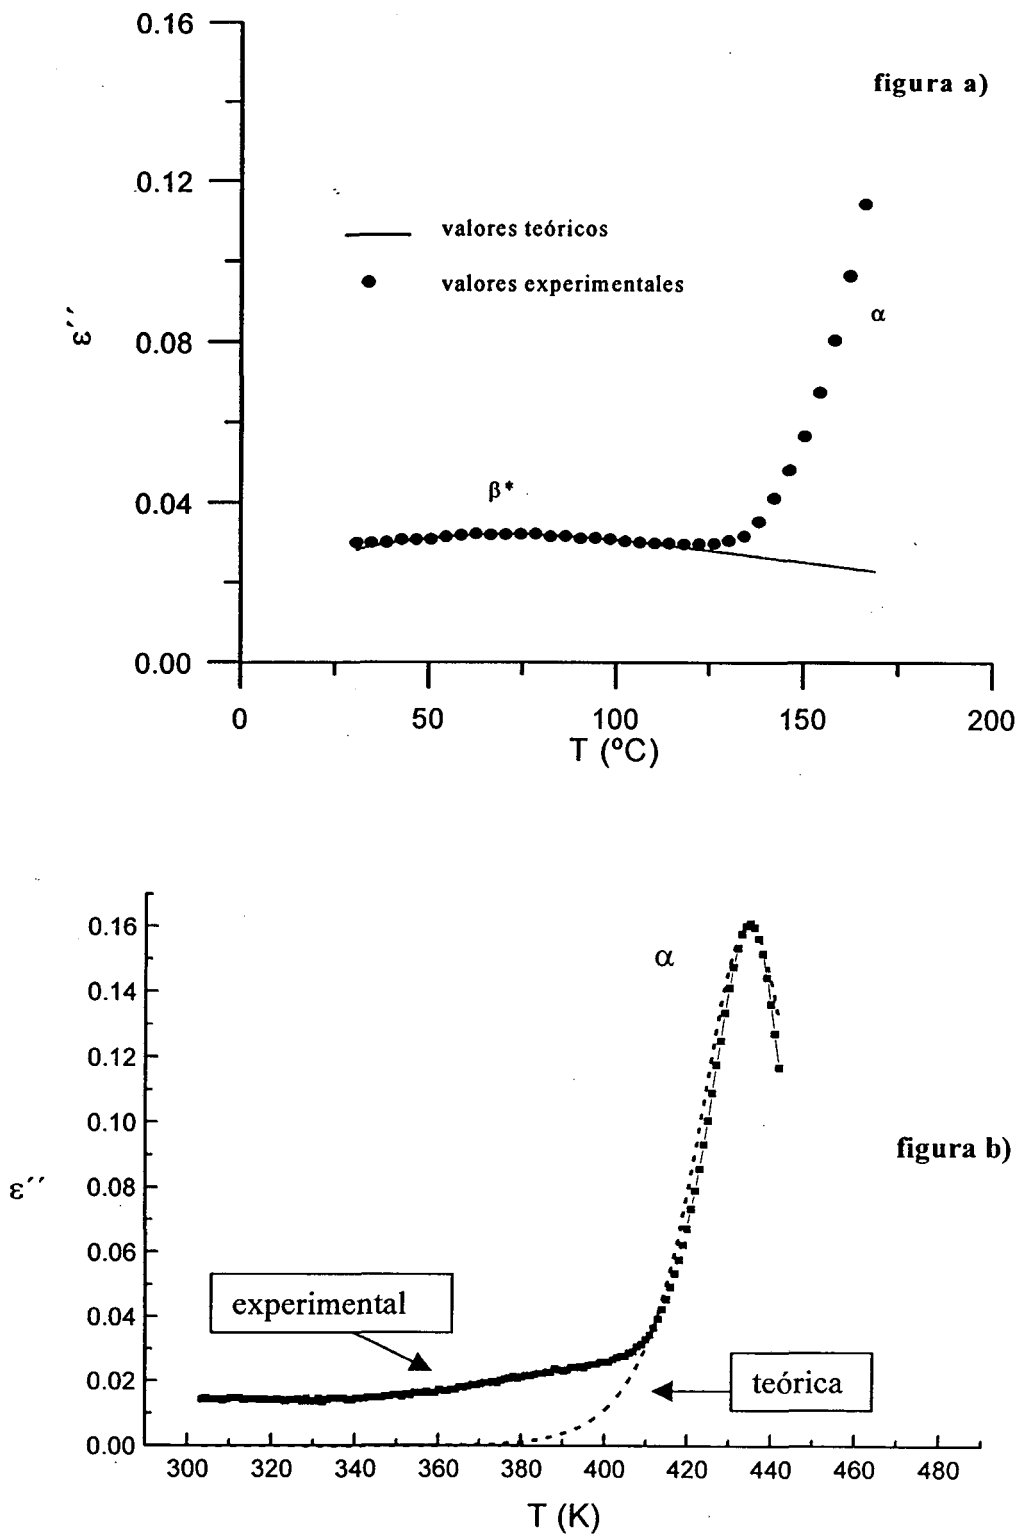 0.16
figura a)
0.12
valores teóricos
valores experimentales
α
ε´´
0.08
β*
0.04
0.00
0 50 100 150 200
T (ºC)
0.16
α
0.14
0.12
0.10
figura b)
0.08
ε´´
0.06
experimental
0.04
teórica
0.02
0.00
300 320 340 360 380 400 420 440 460 480
T (K)